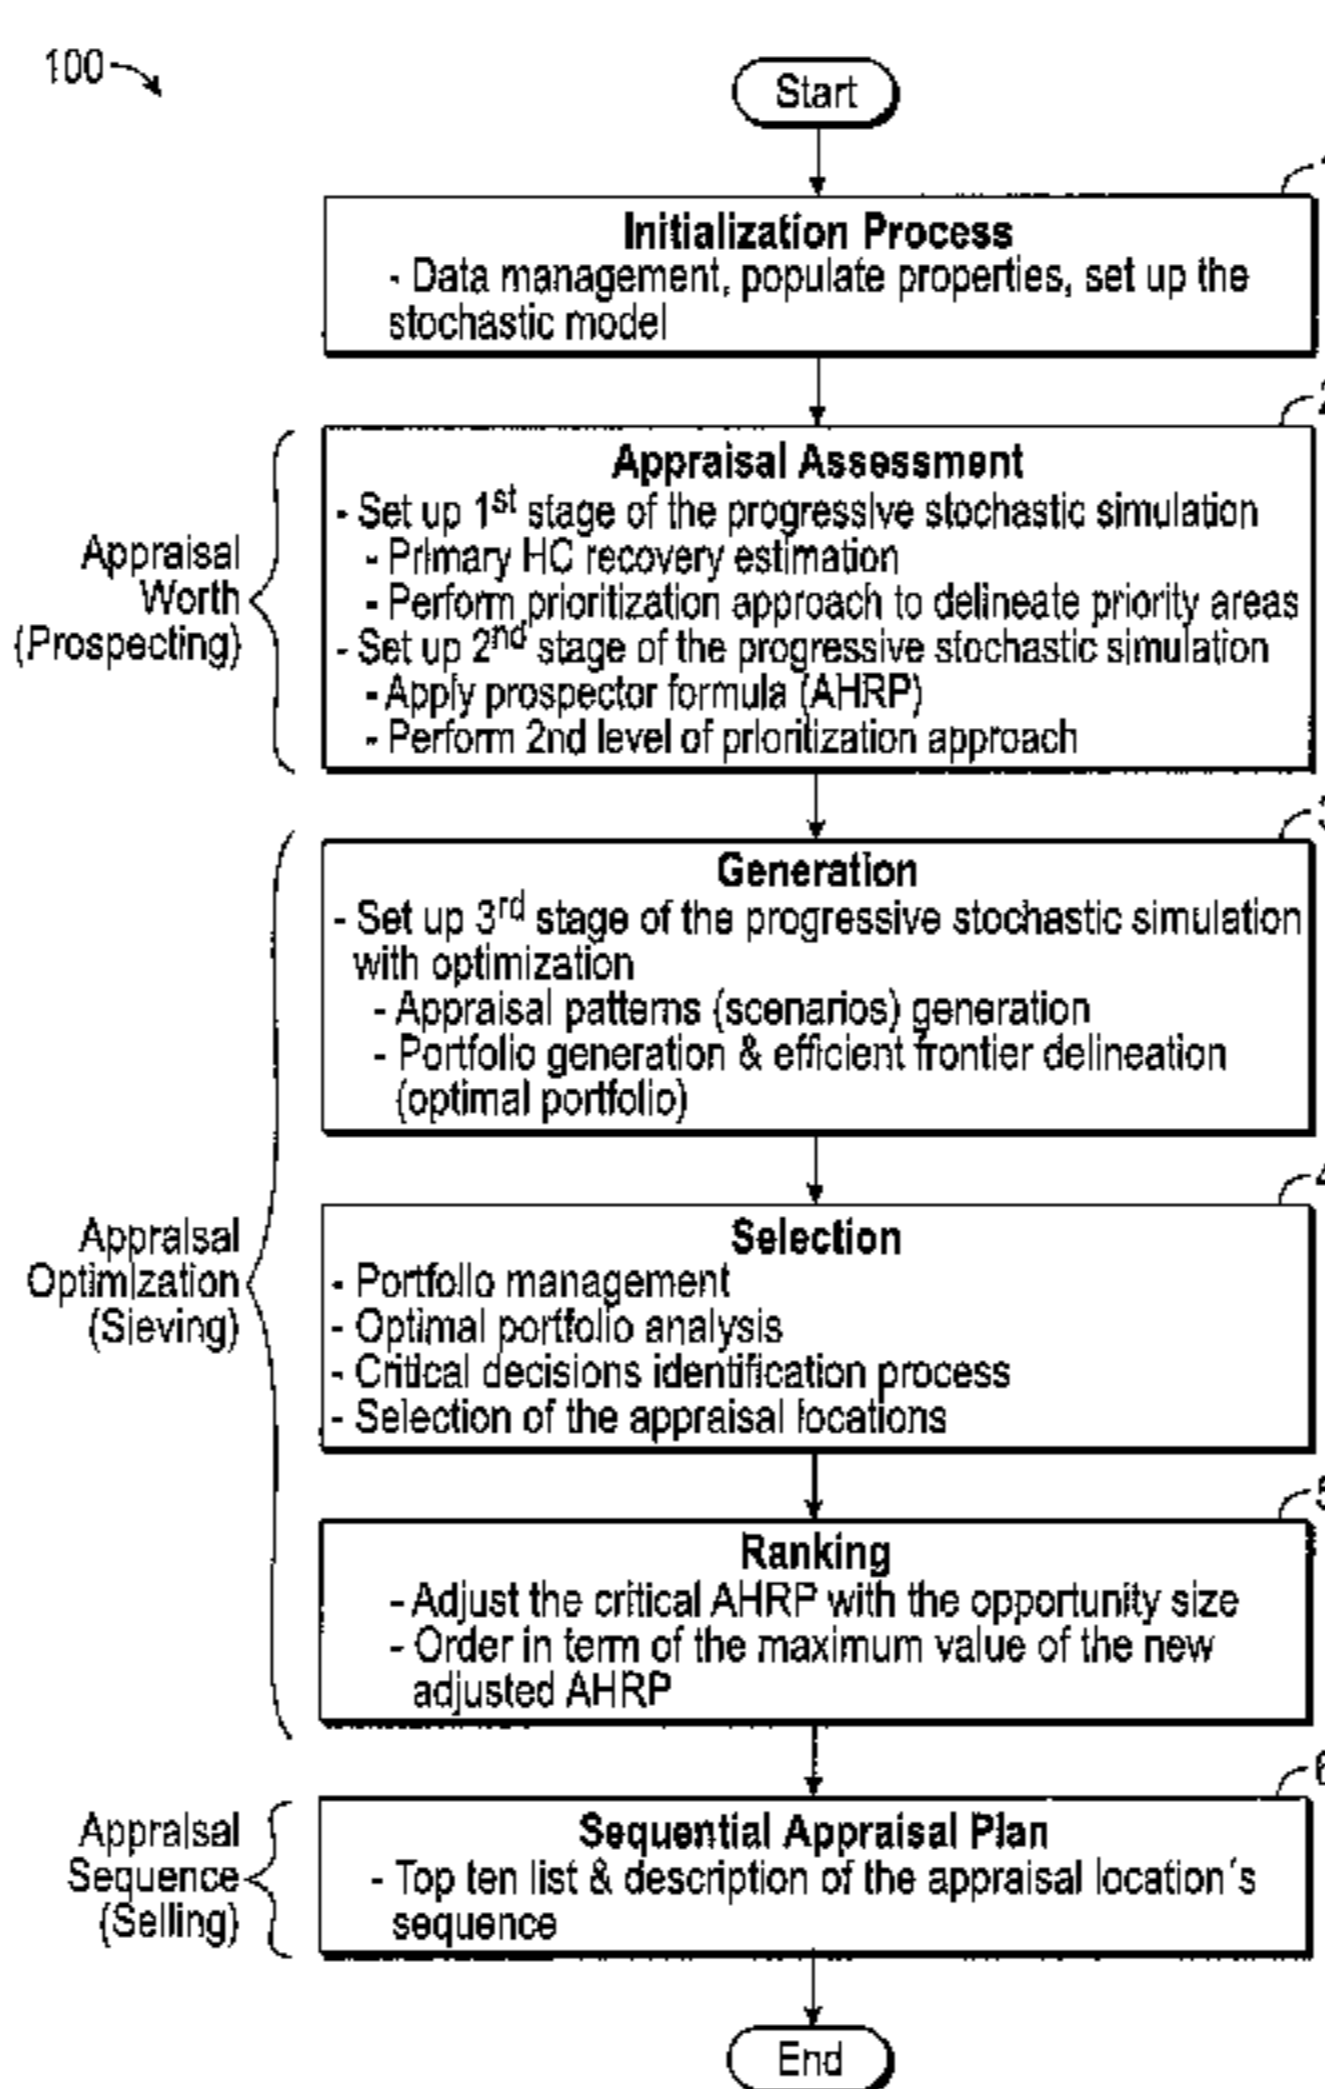 100
Start
1
Initialization Process
- Data management, populate properties, set up the
stochastic model
2
Appraisal Assessment
- Set up 1st stage of the progressive stochastic simulation
- Primary HC recovery estimation
- Perform prioritization approach to delineate priority areas
- Set up 2nd stage of the progressive stochastic simulation
- Apply prospector formula (AHRP)
- Perform 2nd level of prioritization approach
Appraisal
Worth
(Prospecting)
3
Generation
- Set up 3rd stage of the progressive stochastic simulation
with optimization
- Appraisal patterns (scenarios) generation
- Portfolio generation & efficient frontier delineation
(optimal portfolio)
4
Selection
- Portfolio management
- Optimal portfolio analysis
- Critical decisions identification process
- Selection of the appraisal locations
Appraisal
Optimization
(Sieving)
5
Ranking
- Adjust the critical AHRP with the opportunity size
- Order in term of the maximum value of the new
adjusted AHRP
6
Sequential Appraisal Plan
- Top ten list & description of the appraisal location's
sequence
Appraisal
Sequence
(Selling)
End